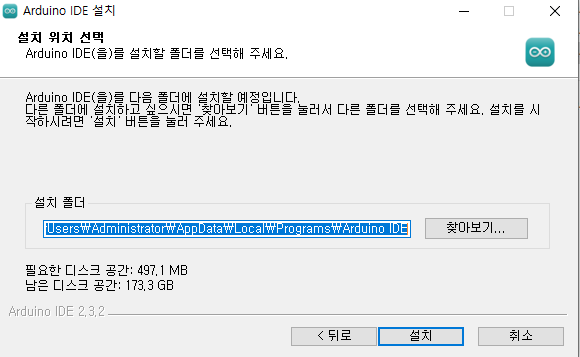 Arduino IDE 설치
설치 위치 선택
Arduino IDE(을)를 설치할 폴더를 선택해 주세요.
Arduino IDE(을)를 다음 폴더에 설치할 예정입니다.
다른 폴더에 설치하고 싶으시면 '찾아보기' 버튼을 눌러서 다른 폴더를 선택해 주세요. 설치를 시
작하시려면 '설치' 버튼을 눌러 주세요.
설치 폴더
Users₩Administrator₩AppData₩Local₩Programs₩Arduino IDE
찾아보기...
필요한 디스크 공간: 497.1 MB
남은 디스크 공간: 173.3 GB
Arduino IDE 2.3.2
< 뒤로
설치
취소